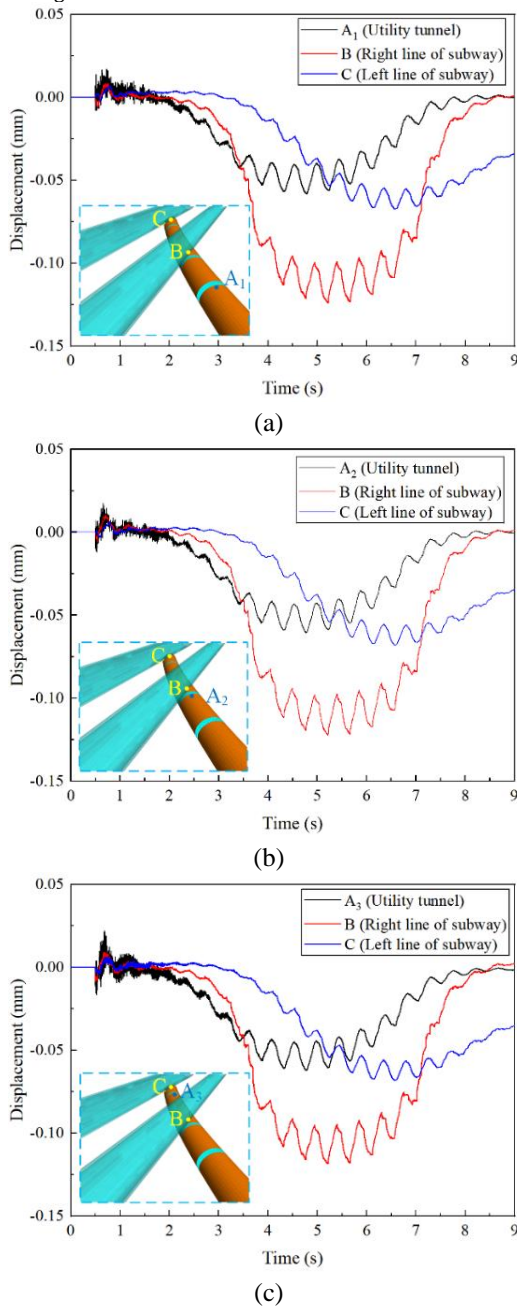 0.05
A₁ (Utility tunnel)
B (Right line of subway)
C (Left line of subway)
0.00
-0.05
-0.10
-0.15
Displacement (mm)
C
B
A₁
0 1 2 3 4 5 6 7 8 9
Time (s)
(a)
0.05
A₂ (Utility tunnel)
B (Right line of subway)
C (Left line of subway)
0.00
-0.05
-0.10
-0.15
Displacement (mm)
C
B
A₂
0 1 2 3 4 5 6 7 8 9
Time (s)
(b)
0.05
A₃ (Utility tunnel)
B (Right line of subway)
C (Left line of subway)
0.00
-0.05
-0.10
-0.15
Displacement (mm)
C
A₃
B
0 1 2 3 4 5 6 7 8 9
Time (s)
(c)